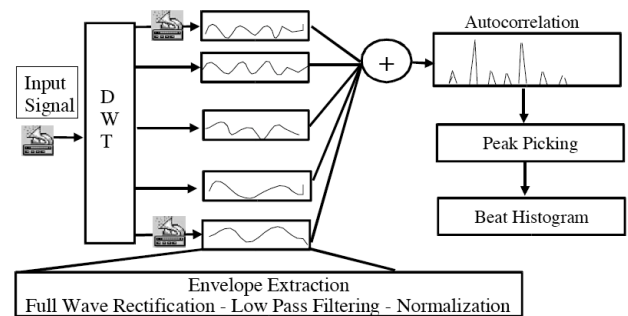 Autocorrelation
Input
Signal
D
W
T
+
Peak Picking
Beat Histogram
Envelope Extraction
Full Wave Rectification - Low Pass Filtering - Normalization